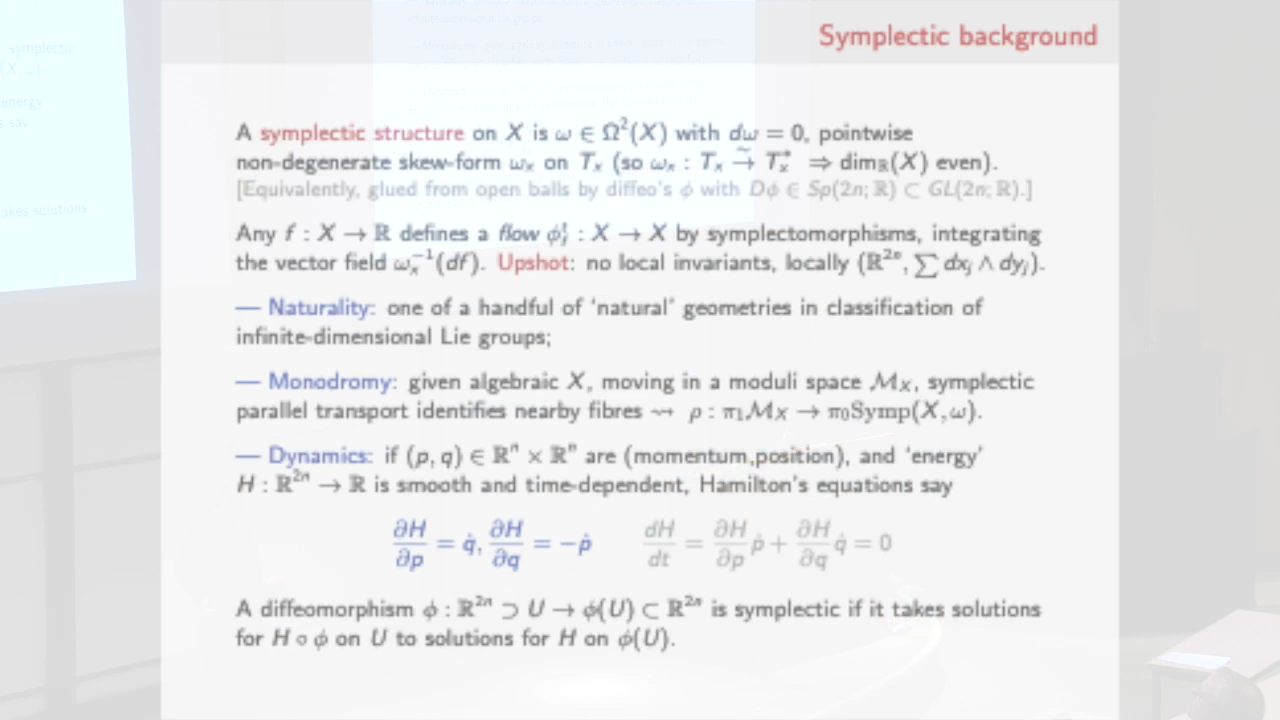 Symplectic background
A symplectic structure on X is ω ∈ Ω²(X) with dω = 0, pointwise
non-degenerate skew-form ωₓ on Tₓ (so ωₓ : Tₓ →̃ Tₓ* ⇒ dim_ℝ(X) even).
[Equivalently, glued from open balls by diffeo's ϕ with Dϕ ∈ Sp(2n; ℝ) ⊂ GL(2n; ℝ).]
Any f : X → ℝ defines a flow ϕ_f^t : X → X by symplectomorphisms, integrating
the vector field ωₓ⁻¹(df). Upshot: no local invariants, locally (ℝ²ⁿ, ∑ dxⱼ ∧ dyⱼ).
— Naturality: one of a handful of 'natural' geometries in classification of
infinite-dimensional Lie groups;
— Monodromy: given algebraic X, moving in a moduli space ℳ_X, symplectic
parallel transport identifies nearby fibres ⇝ ρ : π₁ℳ_X → π₀Symp(X, ω).
— Dynamics: if (p, q) ∈ ℝⁿ × ℝⁿ are (momentum,position), and 'energy'
H : ℝ²ⁿ → ℝ is smooth and time-dependent, Hamilton's equations say
∂H/∂p = q̇, ∂H/∂q = −ṗ dH/dt = ∂H/∂p ṗ + ∂H/∂q q̇ = 0
A diffeomorphism ϕ : ℝ²ⁿ ⊃ U → ϕ(U) ⊂ ℝ²ⁿ is symplectic if it takes solutions
for H ∘ ϕ on U to solutions for H on ϕ(U).
symplectic
(X, ω)
energy
s say
takes solutions